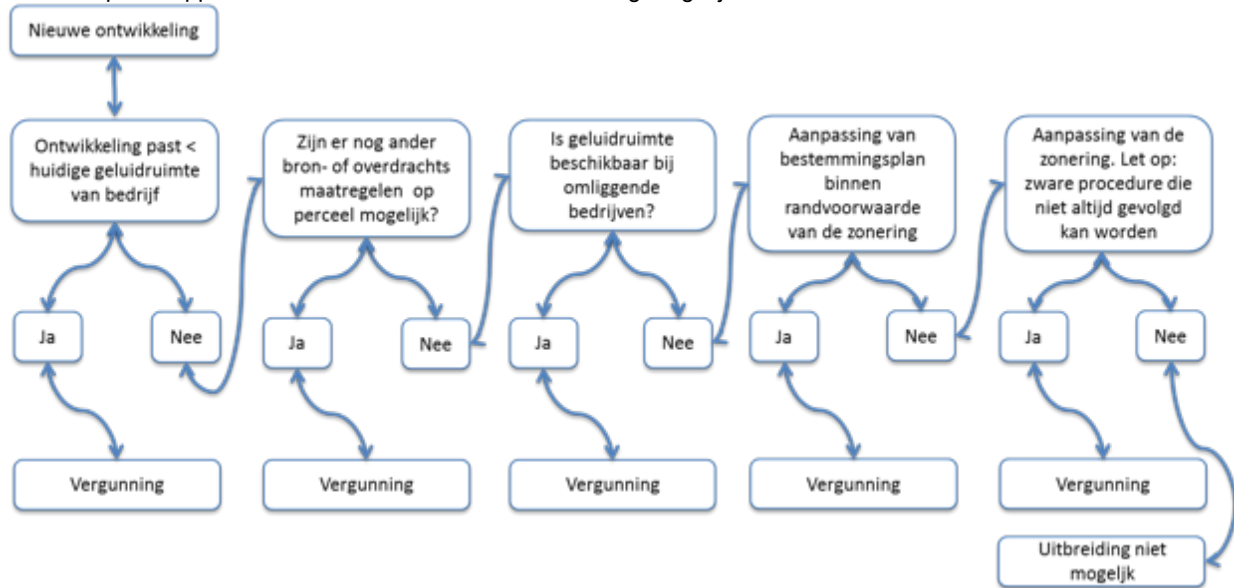 Nieuwe ontwikkeling
Ontwikkeling past <
huidige geluidruimte
van bedrijf
Ja
Nee
Vergunning
Zijn er nog ander
bron- of overdrachts
maatregelen op
perceel mogelijk?
Ja
Nee
Vergunning
Is geluidruimte
beschikbaar bij
omliggende
bedrijven?
Ja
Nee
Vergunning
Aanpassing van
bestemmingsplan
binnen
randvoorwaarde
van de zonering
Ja
Nee
Vergunning
Aanpassing van de
zonering. Let op:
zware procedure die
niet altijd gevolgd
kan worden
Ja
Nee
Vergunning
Uitbreiding niet
mogeljk